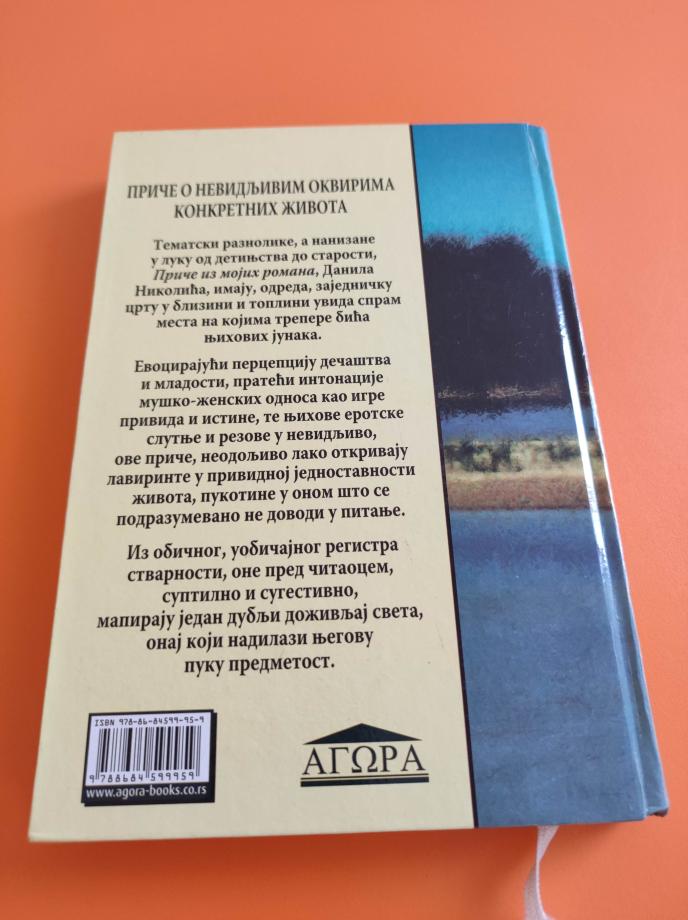 ПРИЧЕ О НЕВИДЉИВИМ ОКВИРИМА
КОНКРЕТНИХ ЖИВОТА
Тематски разнолике, а нанизане
у луку од детињства до старости,
Приче из мојих романа, Данила
Николића, имају, одреда, заједничку
црту у близини и топлини увида спрам
места на којима трепере бића
њихових јунака.
Евоцирајући перцепцију дечаштва
и младости, пратећи интонације
мушко-женских односа као игре
привида и истине, те њихове еротске
слутње и резове у невидљиво,
ове приче, неодољиво лако откривају
лавиринте у привидној једноставности
живота, пукотине у оном што се
подразумевано не доводи у питање.
Из обичног, уобичајног регистра
стварности, оне пред читаоцем,
суптилно и сугестивно,
мапирају један дубљи доживљај света,
онај који надилази његову
пуку предметост.
ISBN 978-86-84599-95-9
9 788684 599959
www.agora-books.co.rs
АГΩРА